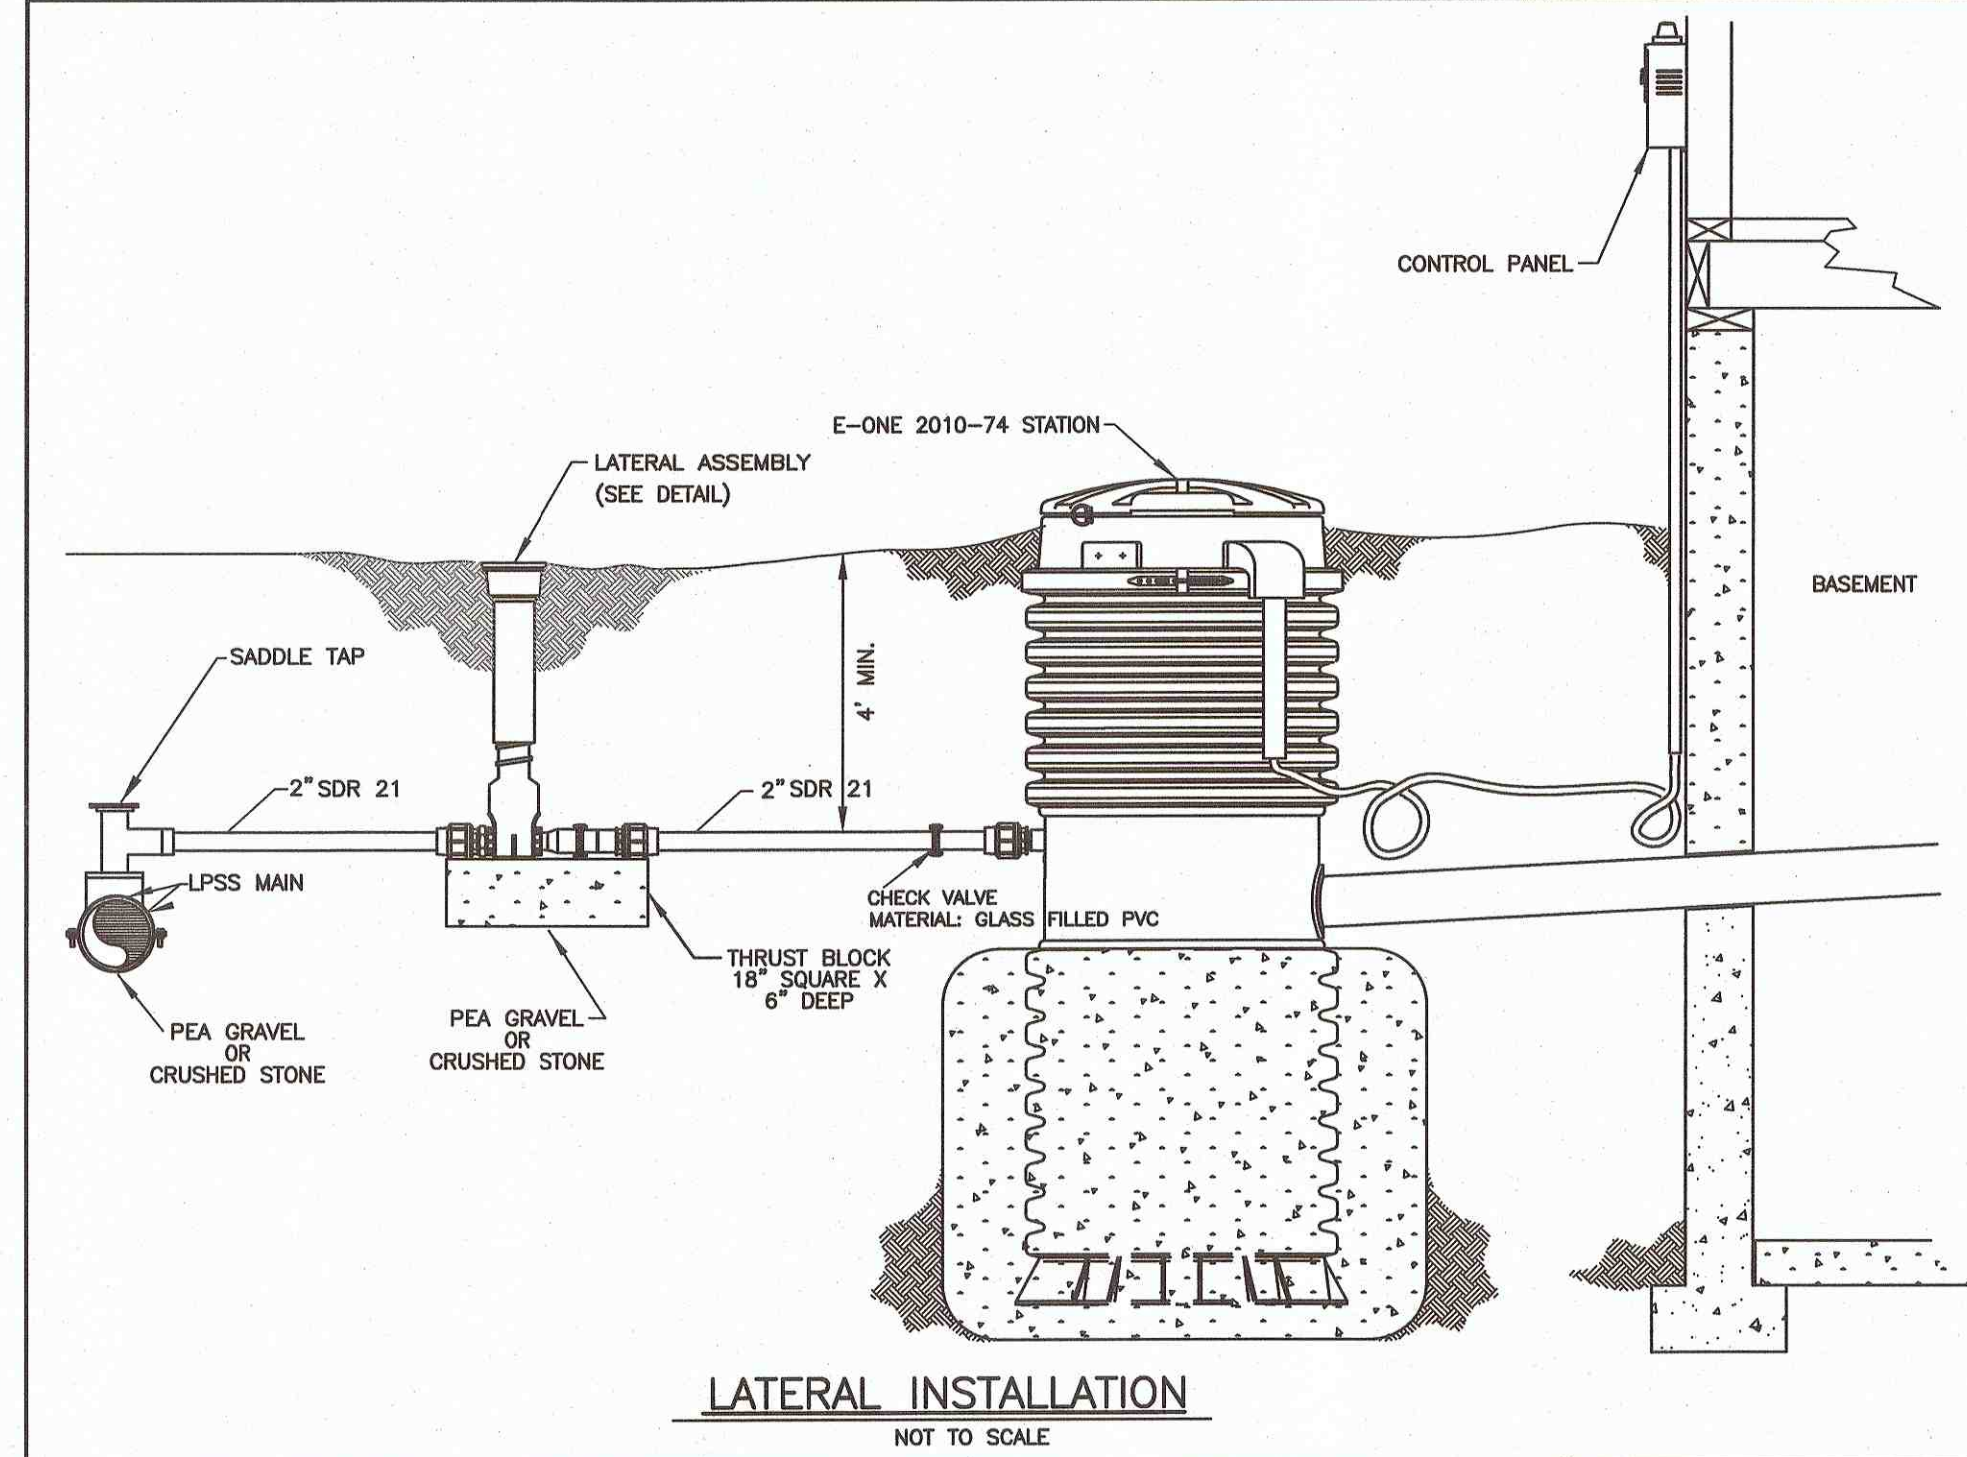 CONTROL PANEL
E-ONE 2010-74 STATION
LATERAL ASSEMBLY
(SEE DETAIL)
BASEMENT
SADDLE TAP
4' MIN.
2" SDR 21
2" SDR 21
LPSS MAIN
CHECK VALVE
MATERIAL: GLASS FILLED PVC
THRUST BLOCK
18" SQUARE X
6" DEEP
PEA GRAVEL
OR
CRUSHED STONE
PEA GRAVEL
OR
CRUSHED STONE
LATERAL INSTALLATION
NOT TO SCALE